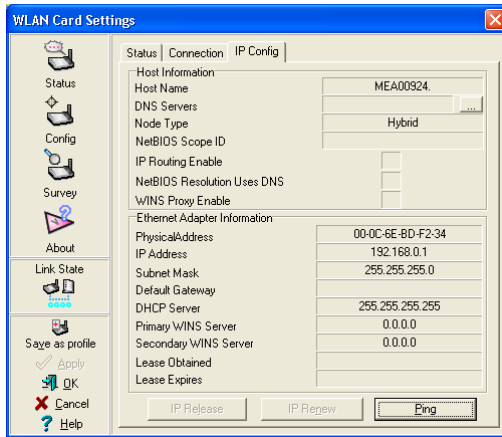 WLAN Card Settings
Status
Config
Survey
About
Link State
Save as profile
Apply
OK
Cancel
Help
Status Connection IP Config
Host Information
Host Name MEA00924.
DNS Servers ...
Node Type Hybrid
NetBIOS Scope ID
IP Routing Enable
NetBIOS Resolution Uses DNS
WINS Proxy Enable
Ethernet Adapter Information
PhysicalAddress 00-0C-6E-BD-F2-34
IP Address 192.168.0.1
Subnet Mask 255.255.255.0
Default Gateway
DHCP Server 255.255.255.255
Primary WINS Server 0.0.0.0
Secondary WINS Server 0.0.0.0
Lease Obtained
Lease Expires
IP Release IP Renew Ping